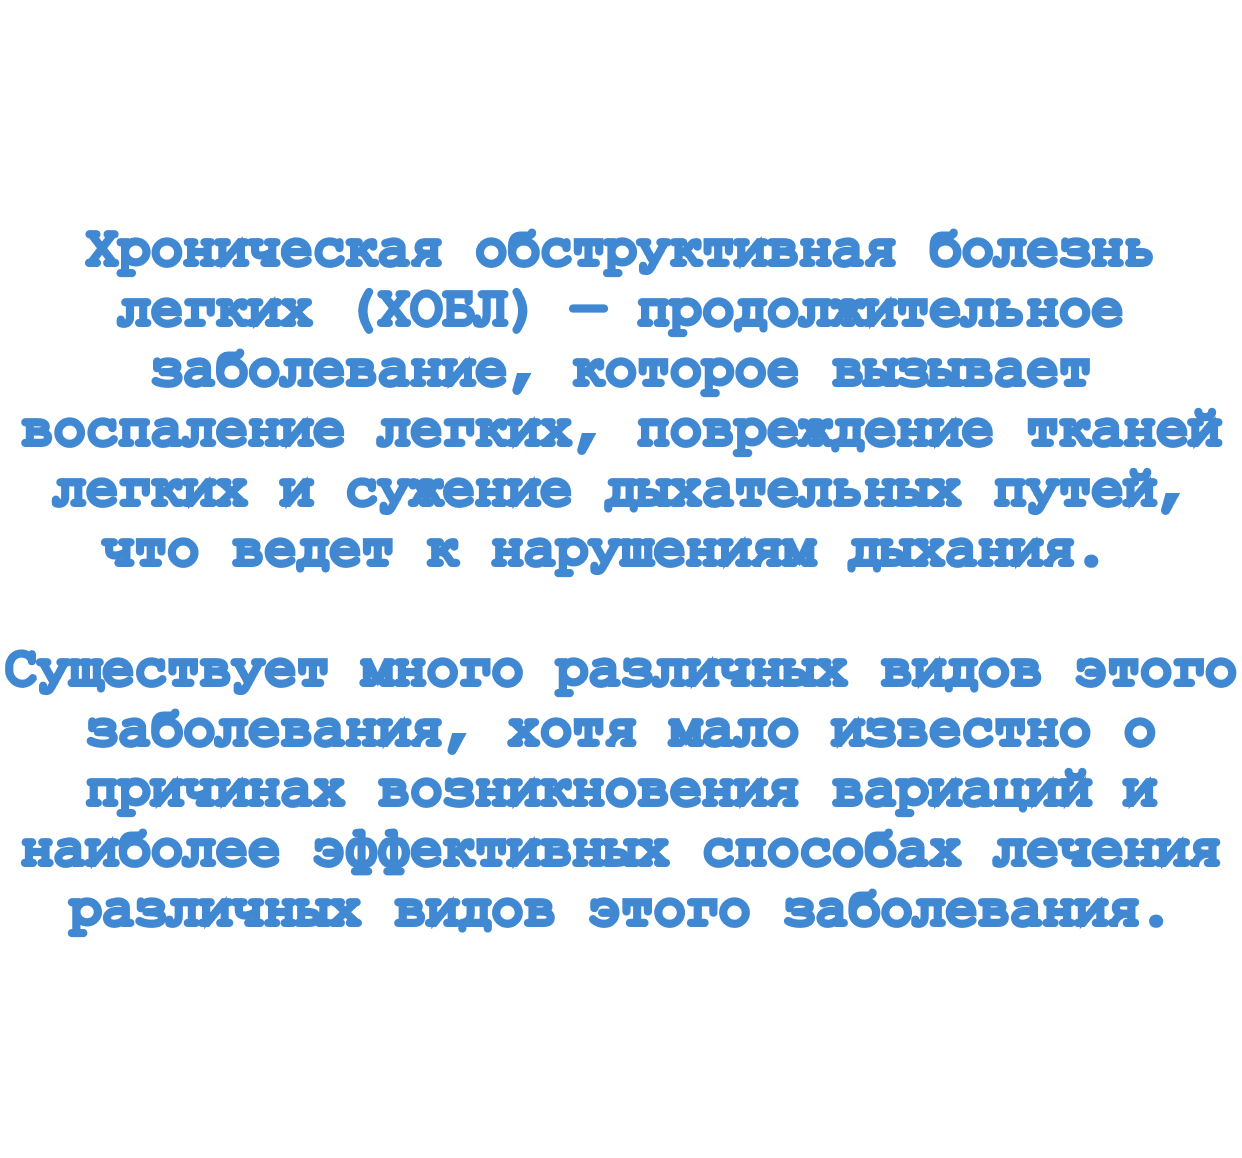 Хроническая обструктивная болезнь
легких (ХОБЛ) — продолжительное
заболевание, которое вызывает
воспаление легких, повреждение тканей
легких и сужение дыхательных путей,
что ведет к нарушениям дыхания.
Существует много различных видов этого
заболевания, хотя мало известно о
причинах возникновения вариаций и
наиболее эффективных способах лечения
различных видов этого заболевания.